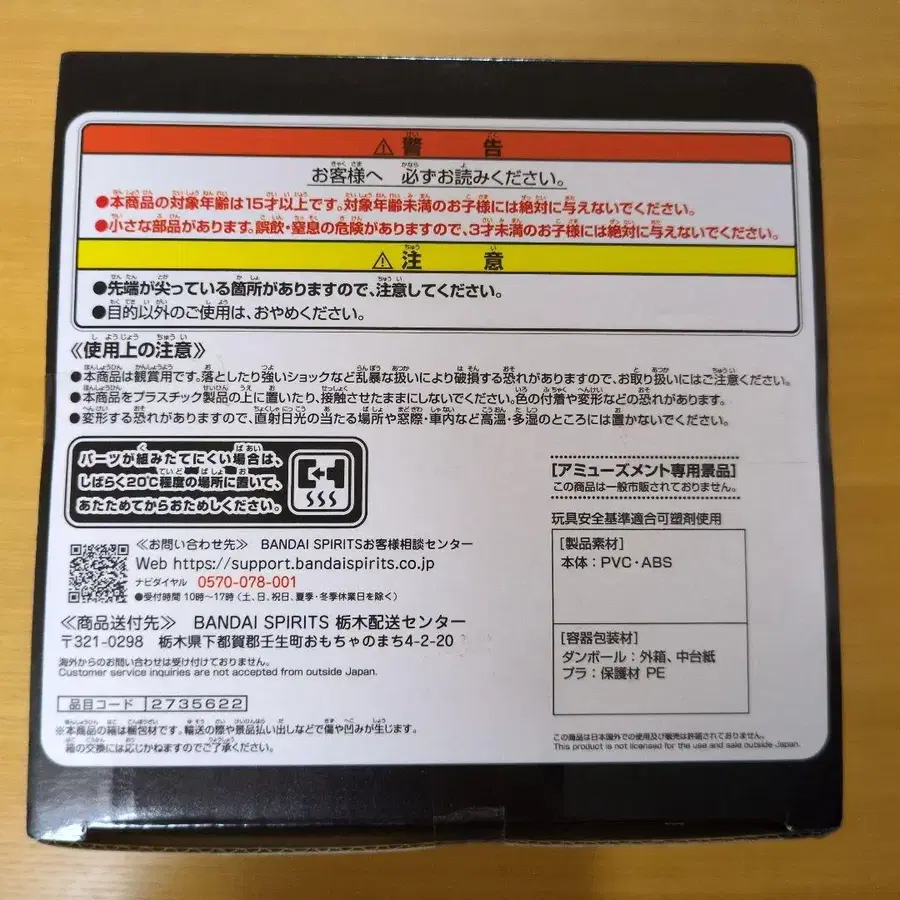 ⚠警告
お客様へ 必ずお読みください。
●本商品の対象年齢は15才以上です。対象年齢未満のお子様には絶対に与えないでください。
●小さな部品があります。誤飲・窒息の危険がありますので、3才未満のお子様には絶対に与えないでください。
⚠注意
●先端が尖っている箇所がありますので、注意してください。
●目的以外のご使用は、おやめください。
《使用上の注意》
●本商品は観賞用です。落としたり強いショックなど乱暴な扱いにより破損する恐れがありますので、お取り扱いにはご注意ください。
●本商品をプラスチック製品の上に置いたり、接触させたままにしないでください。色の付着や変形などの恐れがあります。
●変形する恐れがありますので、直射日光の当たる場所や窓際・車内など高温・多湿のところには置かないでください。
パーツが組みたてにくい場合は、
しばらく20℃程度の場所に置いて、
あたためてからおためしください。
≪お問い合わせ先≫ BANDAI SPIRITSお客様相談センター
Web https://support.bandaispirits.co.jp
ナビダイヤル 0570-078-001
●受付時間 10時～17時(土、日、祝日、夏季・冬季休業日を除く)
≪商品送付先≫ BANDAI SPIRITS 栃木配送センター
〒321-0298 栃木県下都賀郡壬生町おもちゃのまち4-2-20
海外からのお問い合わせは受け付けておりません。
Customer service inquiries are not accepted from outside Japan.
品目コード 2735622
※本商品の箱は梱包材です。輸送の際や景品払い出しなどで傷や凹みが生じます。
箱の交換には応じかねますのでご了承ください。
[アミューズメント専用景品]
この商品は一般市販されておりません。
玩具安全基準適合可塑剤使用
[製品素材]
本体：PVC・ABS
[容器包装材]
ダンボール：外箱、中台紙
プラ：保護材 PE
この商品は日本国外での使用及び販売は許諾されておりません。
This product is not licensed for the use and sale outside Japan.